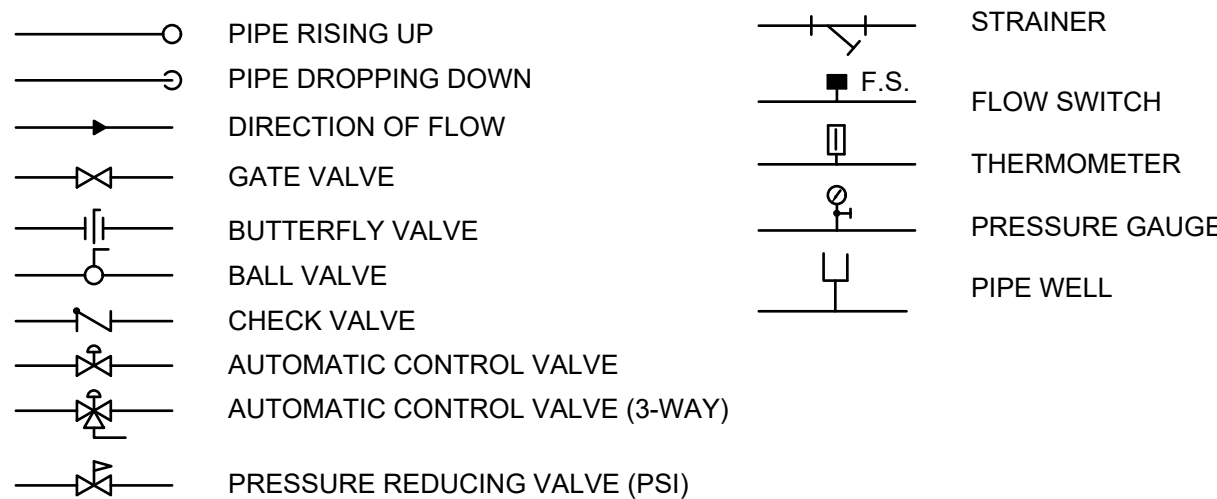 PIPE RISING UP
PIPE DROPPING DOWN
DIRECTION OF FLOW
GATE VALVE
BUTTERFLY VALVE
BALL VALVE
CHECK VALVE
AUTOMATIC CONTROL VALVE
AUTOMATIC CONTROL VALVE (3-WAY)
PRESSURE REDUCING VALVE (PSI)
STRAINER
F.S.
FLOW SWITCH
THERMOMETER
PRESSURE GAUGE
PIPE WELL